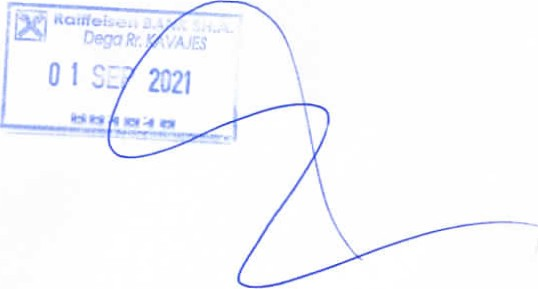 Raiffeisen BANK SH.A.
Dega Rr. KAVAJES
01 SEP 2021